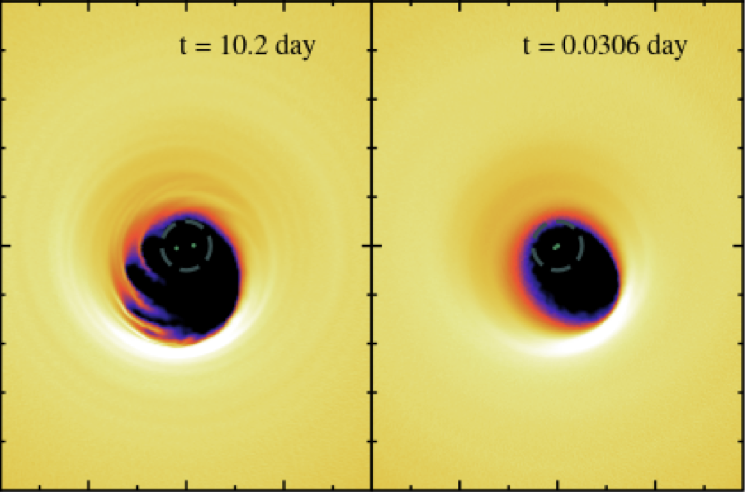 t = 10.2 day
t = 0.0306 day